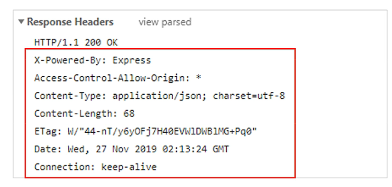 Response Headers view parsed
HTTP/1.1 200 OK
X-Powered-By: Express
Access-Control-Allow-Origin: *
Content-Type: application/json; charset=utf-8
Content-Length: 68
ETag: W/"44-nT/y6yOFj7H40EVWlDWBlMG+Pq0"
Date: Wed, 27 Nov 2019 02:13:24 GMT
Connection: keep-alive